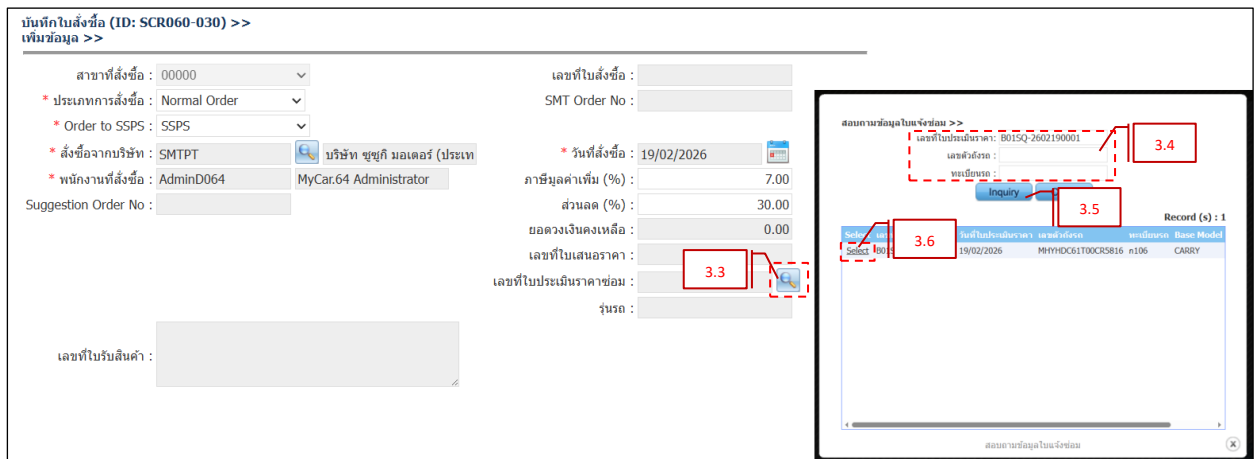 บันทึกใบสั่งซื้อ (ID: SCR060-030) >>
เพิ่มข้อมูล >>
สาขาที่สั่งซื้อ : 00000
เลขที่ใบสั่งซื้อ :
* ประเภทการสั่งซื้อ : Normal Order
SMT Order No :
* Order to SSPS : SSPS
* สั่งซื้อจากบริษัท : SMTPT บริษัท ซูซูกิ มอเตอร์ (ประเท
* วันที่สั่งซื้อ : 19/02/2026
* พนักงานที่สั่งซื้อ : AdminD064 MyCar.64 Administrator
ภาษีมูลค่าเพิ่ม (%) : 7.00
Suggestion Order No :
ส่วนลด (%) : 30.00
ยอดวงเงินคงเหลือ : 0.00
เลขที่ใบเสนอราคา :
เลขที่ใบประเมินราคาซ่อม :
3.3
รุ่นรถ :
เลขที่ใบรับสินค้า :
สอบถามข้อมูลใบแจ้งซ่อม >>
เลขที่ใบประเมินราคา: B01SQ-2602190001
เลขตัวถังรถ :
ทะเบียนรถ :
3.4
Inquiry
3.5
Record (s) : 1
Select วันที่ใบประเมินราคา เลขตัวถังรถ ทะเบียนรถ Base Model
3.6
Select 19/02/2026 MHYHDC61T00CR5816 n106 CARRY
สอบถามข้อมูลใบแจ้งซ่อม